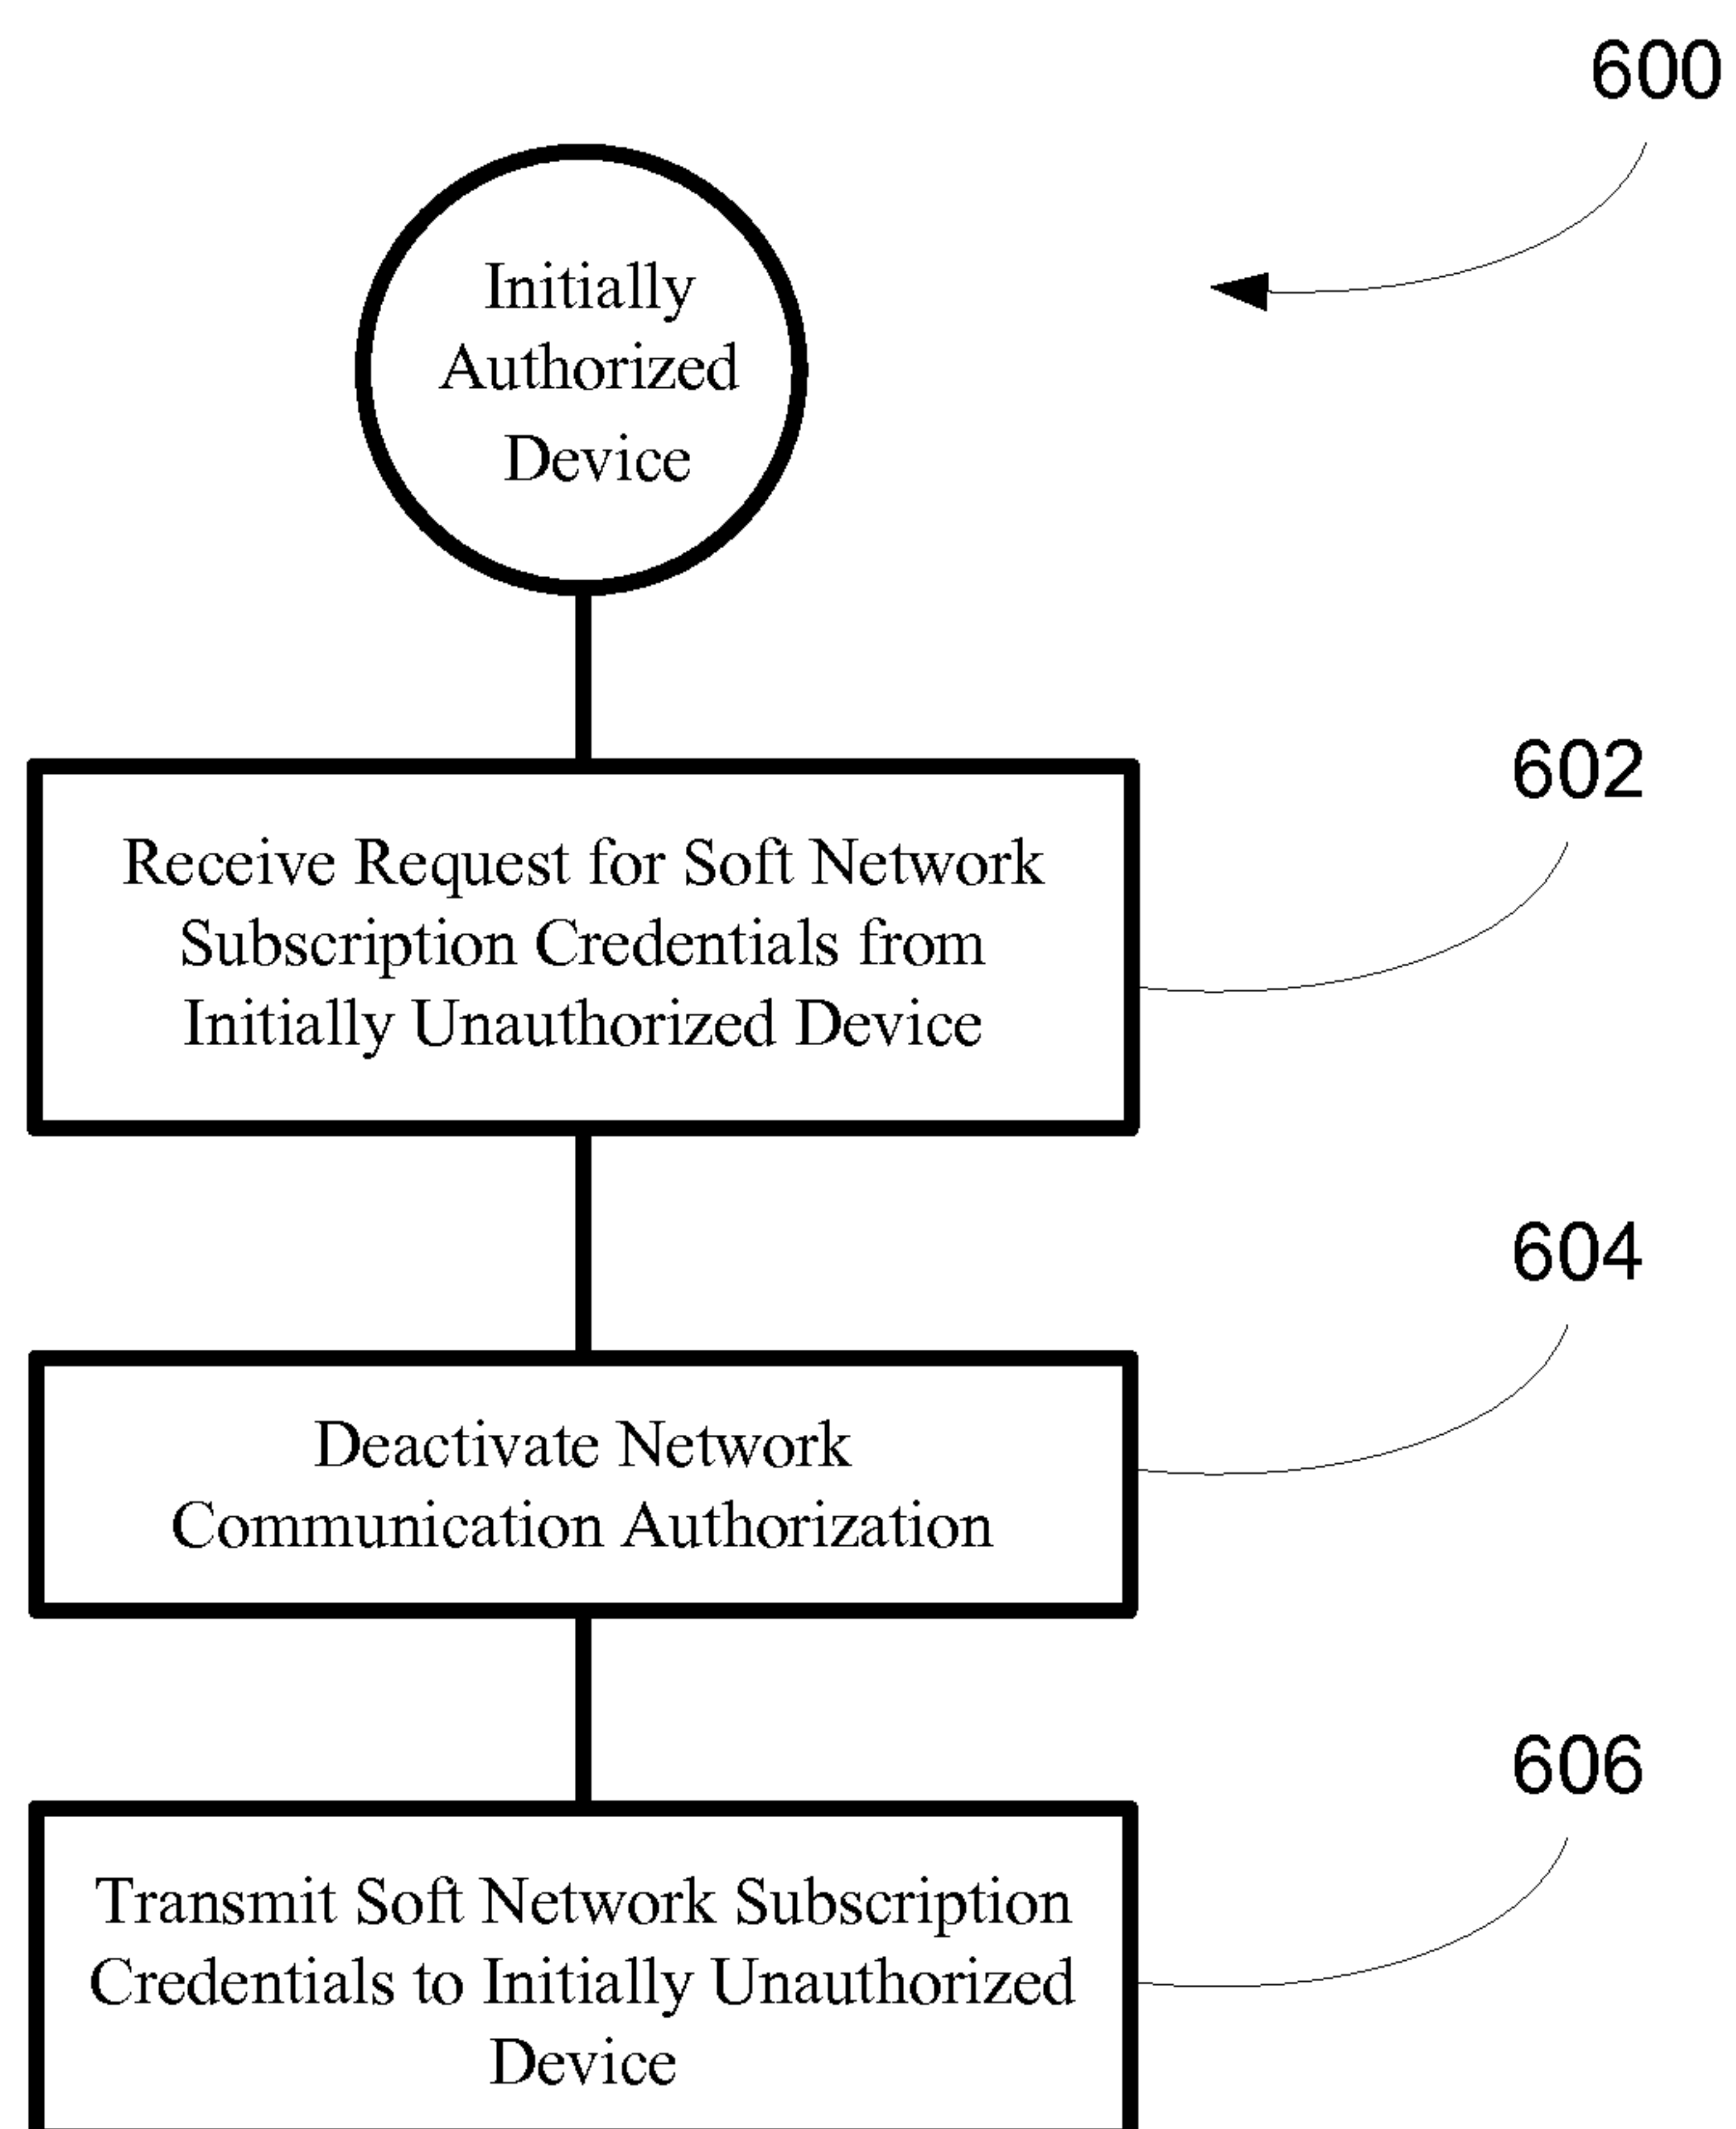 600
Initially
Authorized
Device
602
Receive Request for Soft Network
Subscription Credentials from
Initially Unauthorized Device
604
Deactivate Network
Communication Authorization
606
Transmit Soft Network Subscription
Credentials to Initially Unauthorized
Device